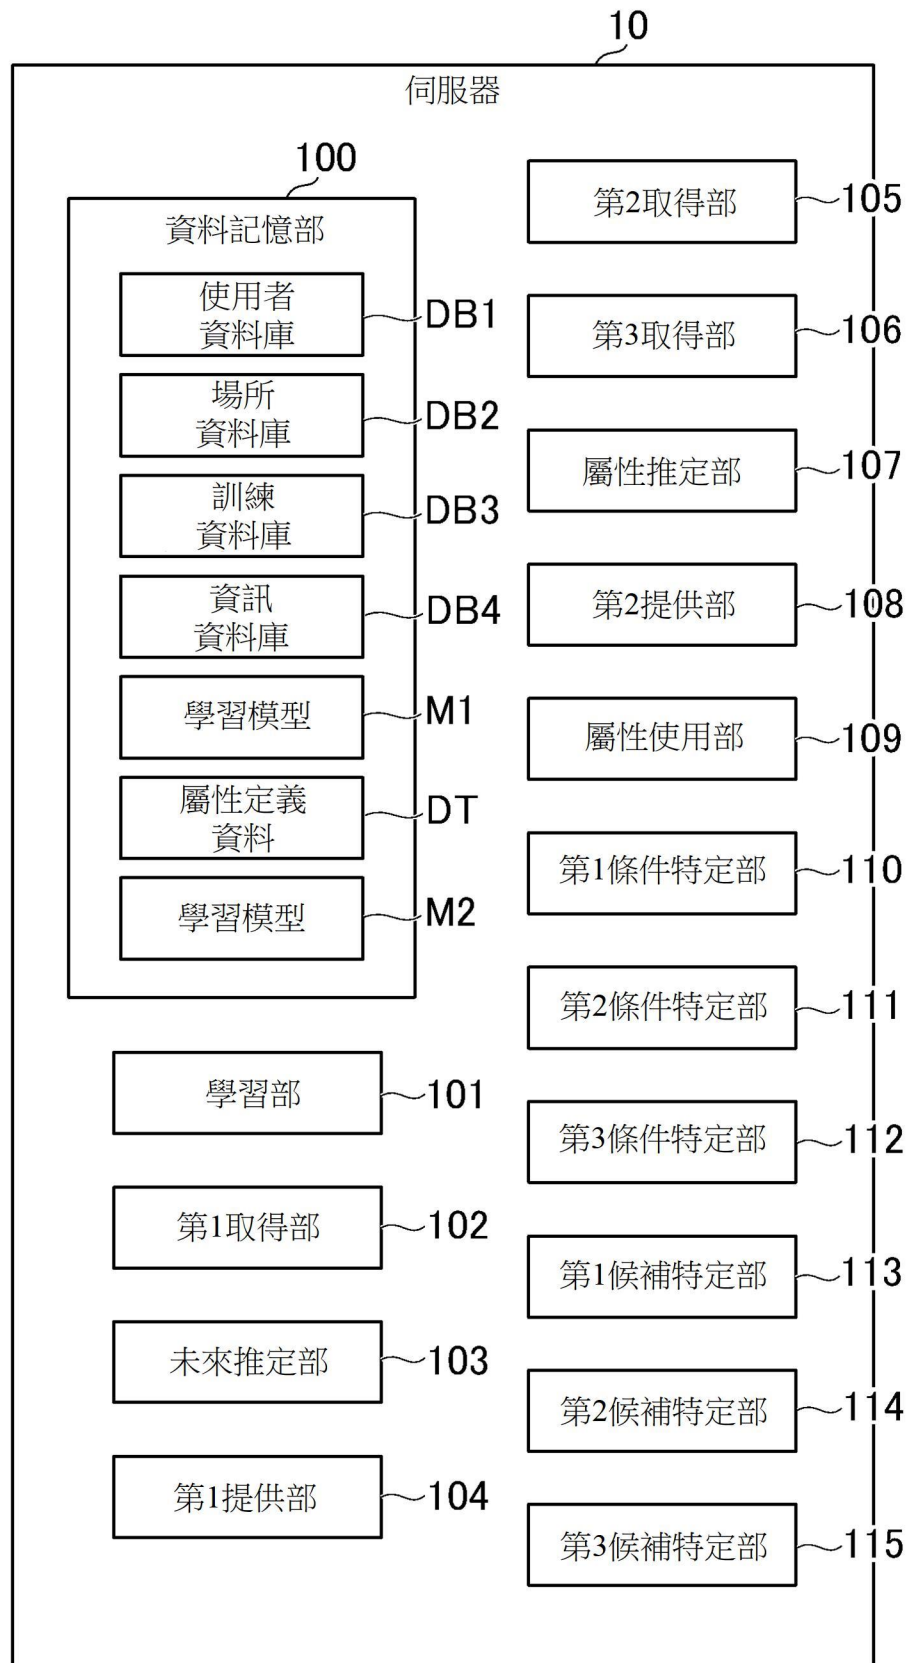 10
伺服器
100
資料記憶部
使用者
資料庫
DB1
場所
資料庫
DB2
訓練
資料庫
DB3
資訊
資料庫
DB4
學習模型
M1
屬性定義
資料
DT
學習模型
M2
學習部
101
第1取得部
102
未來推定部
103
第1提供部
104
第2取得部
105
第3取得部
106
屬性推定部
107
第2提供部
108
屬性使用部
109
第1條件特定部
110
第2條件特定部
111
第3條件特定部
112
第1候補特定部
113
第2候補特定部
114
第3候補特定部
115